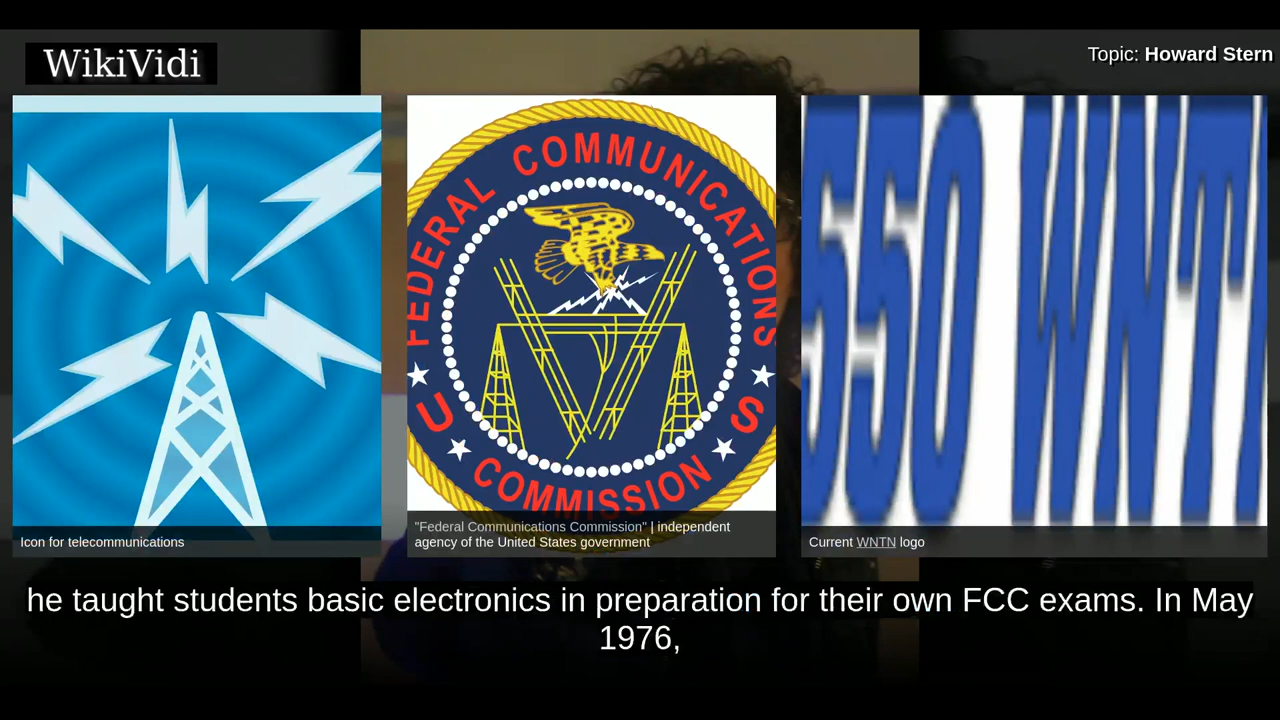 WikiVidi
Topic: Howard Stern
FEDERAL COMMUNICATIONS
U S
COMMISSION
550 WNTN
Icon for telecommunications
"Federal Communications Commission" | independent
agency of the United States government
Current WNTN logo
he taught students basic electronics in preparation for their own FCC exams. In May
1976,